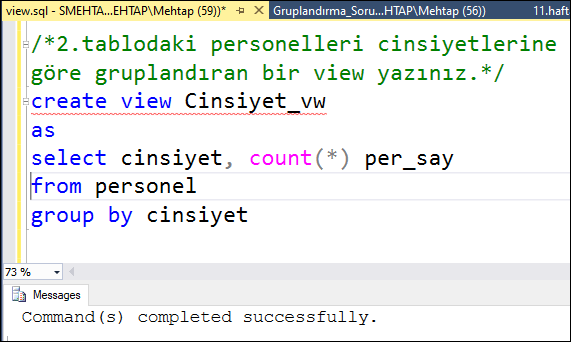 view.sql - SMEHTA...EHTAP\Mehtap (59))* Gruplandırma_Soru...HTAP\Mehtap (56)) 11.haft
/*2.tablodaki personelleri cinsiyetlerine
göre gruplandıran bir view yazınız.*/
create view Cinsiyet_vw
as
select cinsiyet, count(*) per_say
from personel
group by cinsiyet
73 %
Messages
Command(s) completed successfully.